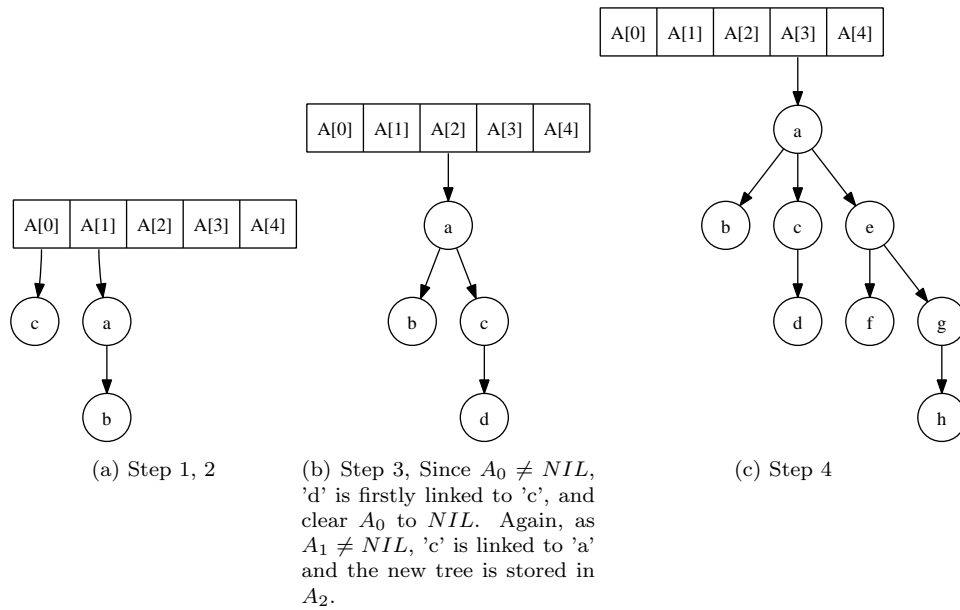 A[0] A[1] A[2] A[3] A[4]
c a
b
(a) Step 1, 2
A[0] A[1] A[2] A[3] A[4]
a
b c
d
(b) Step 3, Since A₀ ≠ NIL,
’d’ is firstly linked to ’c’, and
clear A₀ to NIL. Again, as
A₁ ≠ NIL, ’c’ is linked to ’a’
and the new tree is stored in
A₂.
A[0] A[1] A[2] A[3] A[4]
a
b c e
d f g
h
(c) Step 4